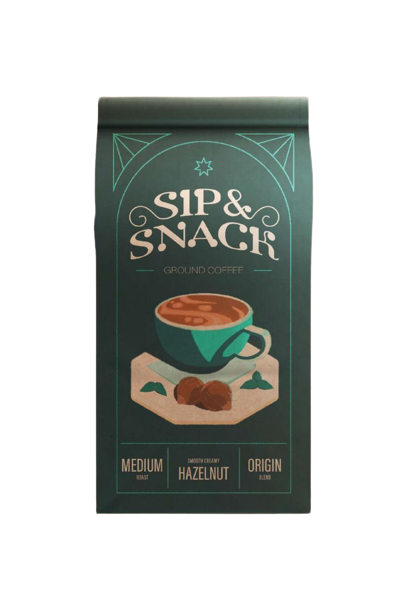 SIP &
SNACK
GROUND COFFEE
MEDIUM
ROAST
SMOOTH CREAMY
HAZELNUT
ORIGIN
BLEND